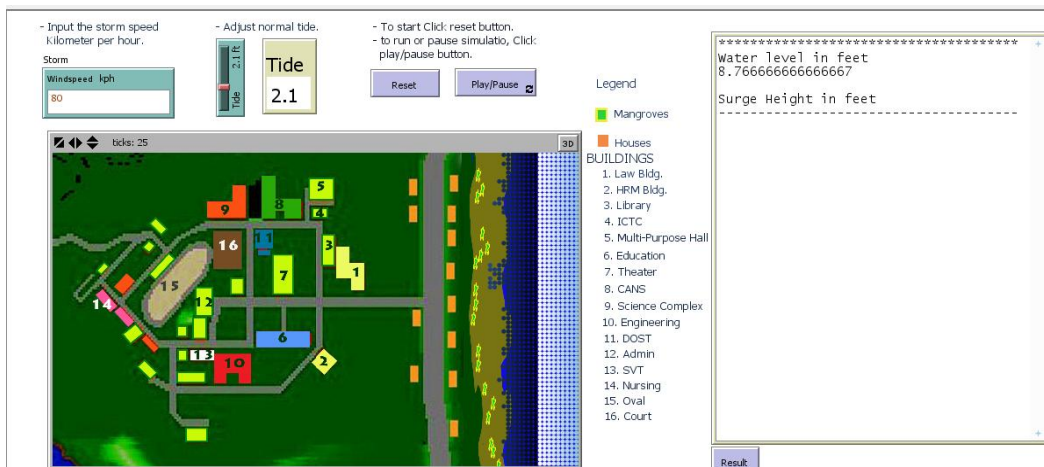 - Input the storm speed
Kilometer per hour.
Storm
Windspeed kph
80
- Adjust normal tide.
Tide 2.1 ft
Tide
2.1
- To start Click reset button.
- to run or pause simulatio, Click
play/pause button.
Reset
Play/Pause
ticks: 25
3D
5
8
4
9
16
11
3
1
7
15
14
12
6
13
10
2
Legend
Mangroves
Houses
BUILDINGS
1. Law Bldg.
2. HRM Bldg.
3. Library
4. ICTC
5. Multi-Purpose Hall
6. Education
7. Theater
8. CANS
9. Science Complex
10. Engineering
11. DOST
12. Admin
13. SVT
14. Nursing
15. Oval
16. Court
**************************************
Water level in feet
8.766666666666667
Surge Height in feet
--------------------------------------
Result